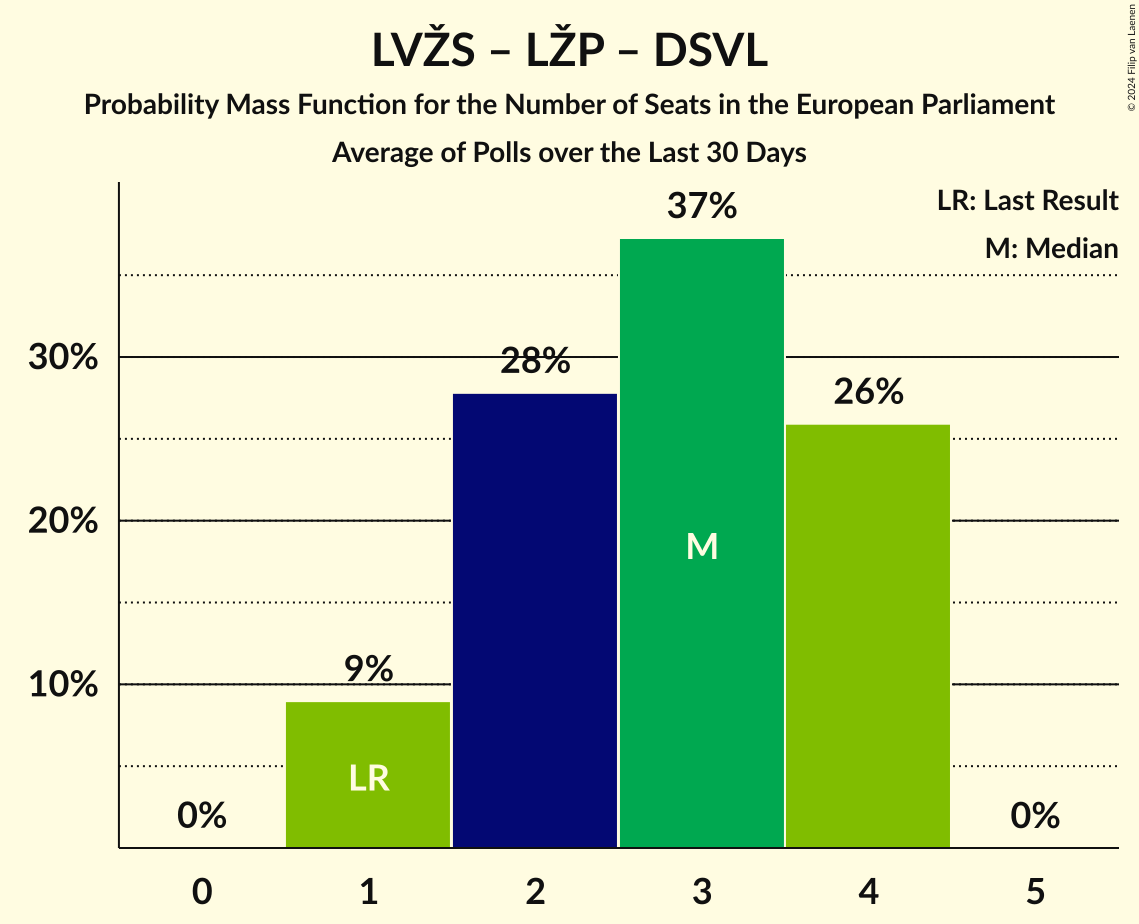 LVŽS – LŽP – DSVL
Probability Mass Function for the Number of Seats in the European Parliament
Average of Polls over the Last 30 Days
© 2024 Filip van Laenen
LR: Last Result
M: Median
37%
30%
28%
26%
20%
M
10%
9%
LR
0%
0%
0 1 2 3 4 5